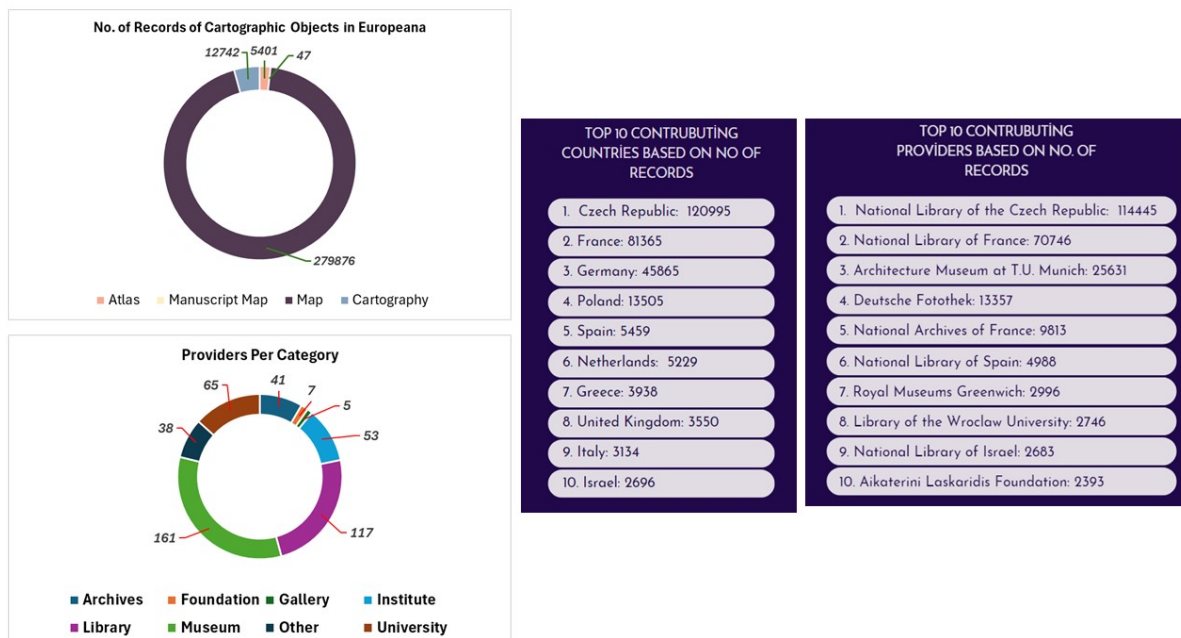 No. of Records of Cartographic Objects in Europeana
12742
5401
47
279876
Atlas
Manuscript Map
Map
Cartography
Providers Per Category
65
41
7
5
38
53
161
117
Archives
Foundation
Gallery
Institute
Library
Museum
Other
University
TOP 10 CONTRUBUTİNG
COUNTRİES BASED ON NO OF
RECORDS
1. Czech Republic: 120995
2. France: 81365
3. Germany: 45865
4. Poland: 13505
5. Spain: 5459
6. Netherlands: 5229
7. Greece: 3938
8. United Kingdom: 3550
9. Italy: 3134
10. Israel: 2696
TOP 10 CONTRUBUTİNG
PROVİDERS BASED ON NO. OF
RECORDS
1. National Library of the Czech Republic: 114445
2. National Library of France: 70746
3. Architecture Museum at T.U. Munich: 25631
4. Deutsche Fotothek: 13357
5. National Archives of France: 9813
6. National Library of Spain: 4988
7. Royal Museums Greenwich: 2996
8. Library of the Wroclaw University: 2746
9. National Library of Israel: 2683
10. Aikaterini Laskaridis Foundation: 2393